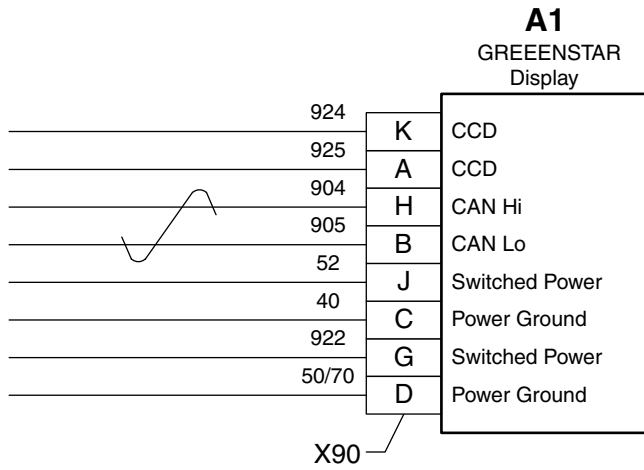 A1
GREEENSTAR
Display
924 K CCD
925 A CCD
904 H CAN Hi
905 B CAN Lo
52 J Switched Power
40 C Power Ground
922 G Switched Power
50/70 D Power Ground
X90